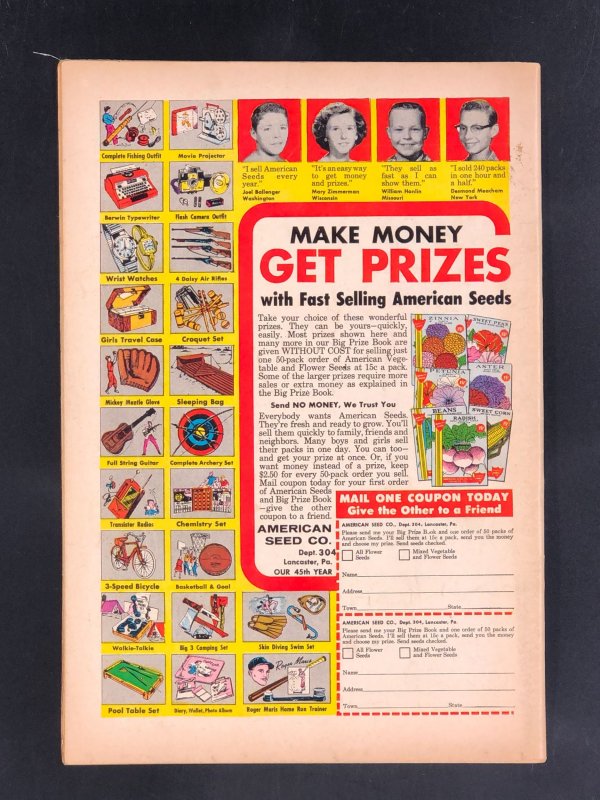 "I sell American
Seeds every
year."
Joel Bollenger
Washington
"It's an easy way
to get money
and prizes."
Mary Zimmerman
Wisconsin
"They sell as
fast as I can
show them."
William Honlin
Missouri
"I sold 240 packs
in one hour and
a half."
Desmond Meacham
New York
Complete Fishing Outfit
Movie Projector
Berwin Typewriter
Flash Camera Outfit
Wrist Watches
4 Daisy Air Rifles
Girls Travel Case
Croquet Set
Mickey Mantle Glove
Sleeping Bag
Full String Guitar
Complete Archery Set
Transistor Radios
Chemistry Set
3-Speed Bicycle
Basketball & Goal
Walkie-Talkie
Big 3 Camping Set
Skin Diving Swim Set
Pool Table Set
Diary, Wallet, Photo Album
Roger Maris
Roger Maris Home Run Trainer
MAKE MONEY
GET PRIZES
with Fast Selling American Seeds
Take your choice of these wonderful
prizes. They can be yours—quickly,
easily. Most prizes shown here and
many more in our Big Prize Book are
given WITHOUT COST for selling just
one 50-pack order of American Vege-
table and Flower Seeds at 15c a pack.
Some of the larger prizes require more
sales or extra money as explained in
the Big Prize Book.
Send NO MONEY, We Trust You
Everybody wants American Seeds.
They're fresh and ready to grow. You'll
sell them quickly to family, friends and
neighbors. Many boys and girls sell
their packs in one day. You can too—
and get your prize at once. Or, if you
want money instead of a prize, keep
$2.50 for every 50-pack order you sell.
Mail coupon today for your first order
of American Seeds
and Big Prize Book
—give the other
coupon to a friend.
AMERICAN
SEED CO.
Dept. 304
Lancaster, Pa.
OUR 45th YEAR
ZINNIA
SWEET PEAS
PETUNIA
ASTER
BEANS
SWEET CORN
RADISH
MAIL ONE COUPON TODAY
Give the Other to a Friend
AMERICAN SEED CO., Dept. 304, Lancaster, Pa.
Please send me your Big Prize Book and one order of 50 packs of
American Seeds. I'll sell them at 15c a pack, send you the money
and choose my prize. Send seeds checked.
All Flower
Seeds
Mixed Vegetable
and Flower Seeds
Name
Address
Town State
AMERICAN SEED CO., Dept. 304, Lancaster, Pa
Please send me your Big Prize Book and one order of 50 packs of
American Seeds. I'll sell them at 15c a pack, send you the money
and choose my prize. Send seeds checked.
All Flower
Seeds
Mixed Vegetable
and Flower Seeds
Name
Address
Town State